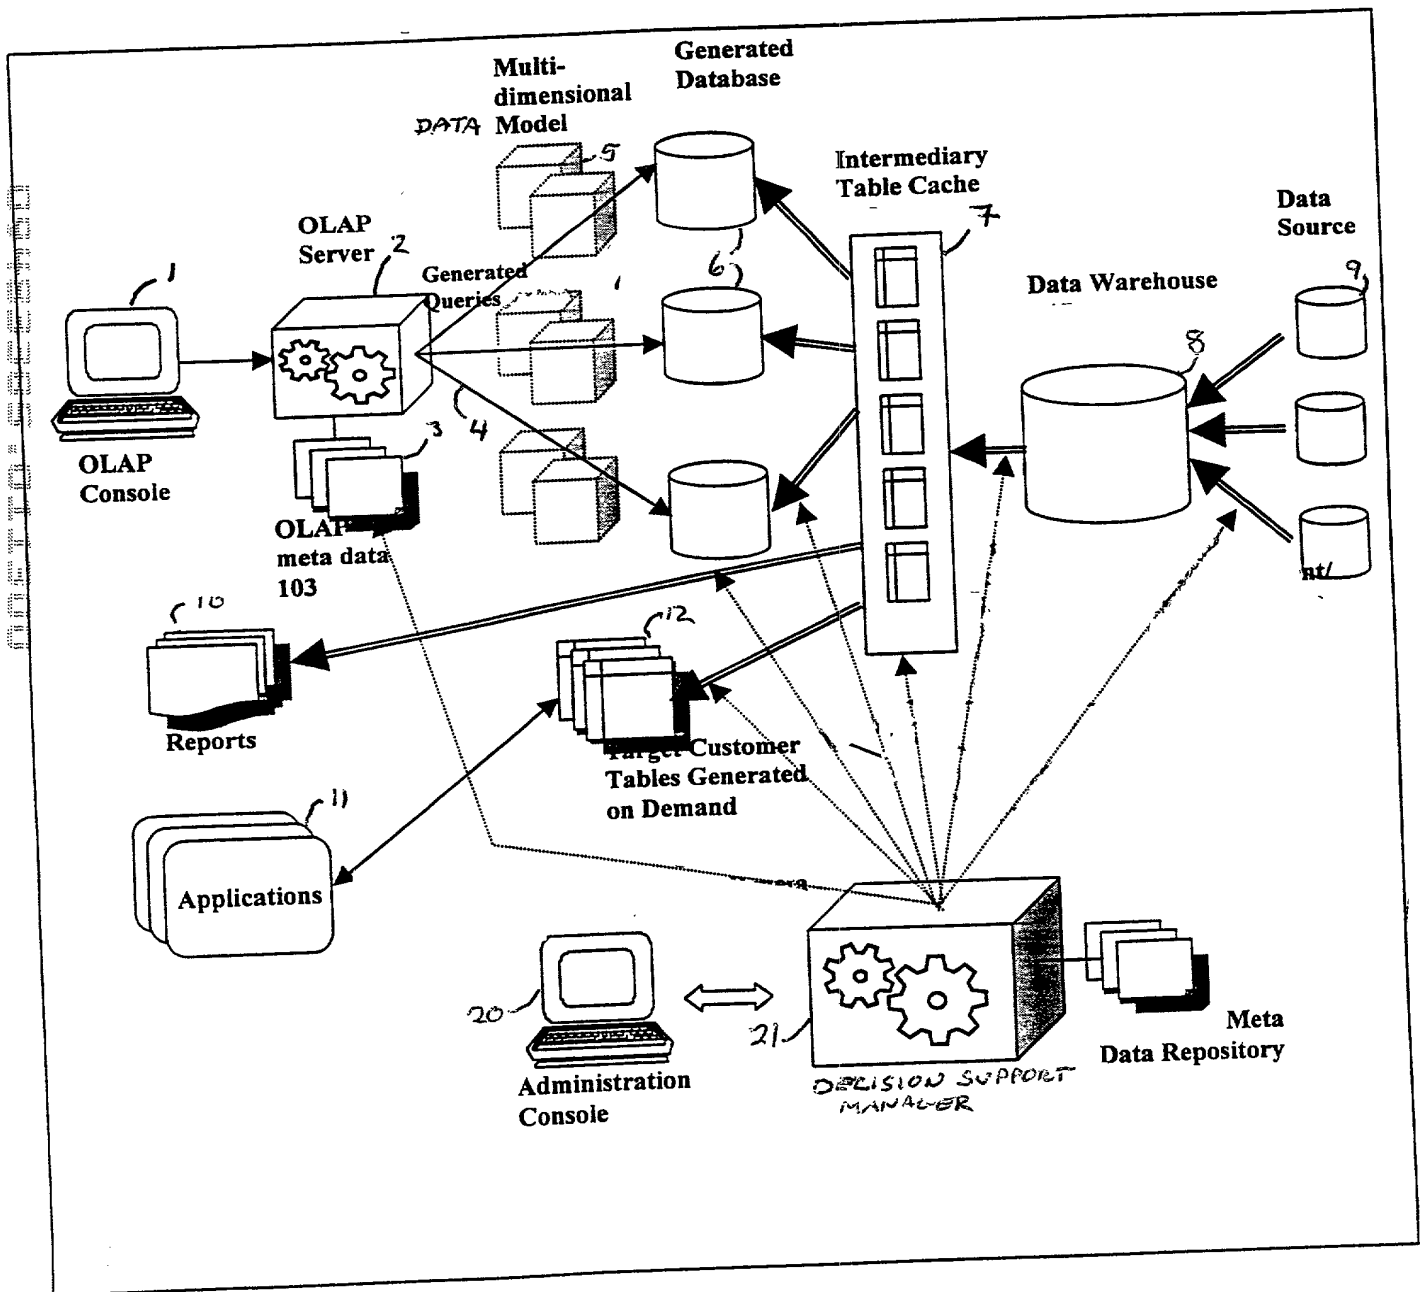 Generated
Database
Multi-
dimensional
DATA Model
5
Intermediary
Table Cache
7
Data
Source
9
OLAP
Server 2
Generated
Queries
6
Data Warehouse
8
1
4
3
OLAP
Console
OLAP
meta data
103
nt/
10
12
Reports
Target Customer
Tables Generated
on Demand
11
Applications
20
21
Administration
Console
DECISION SUPPORT
MANAGER
Meta
Data Repository